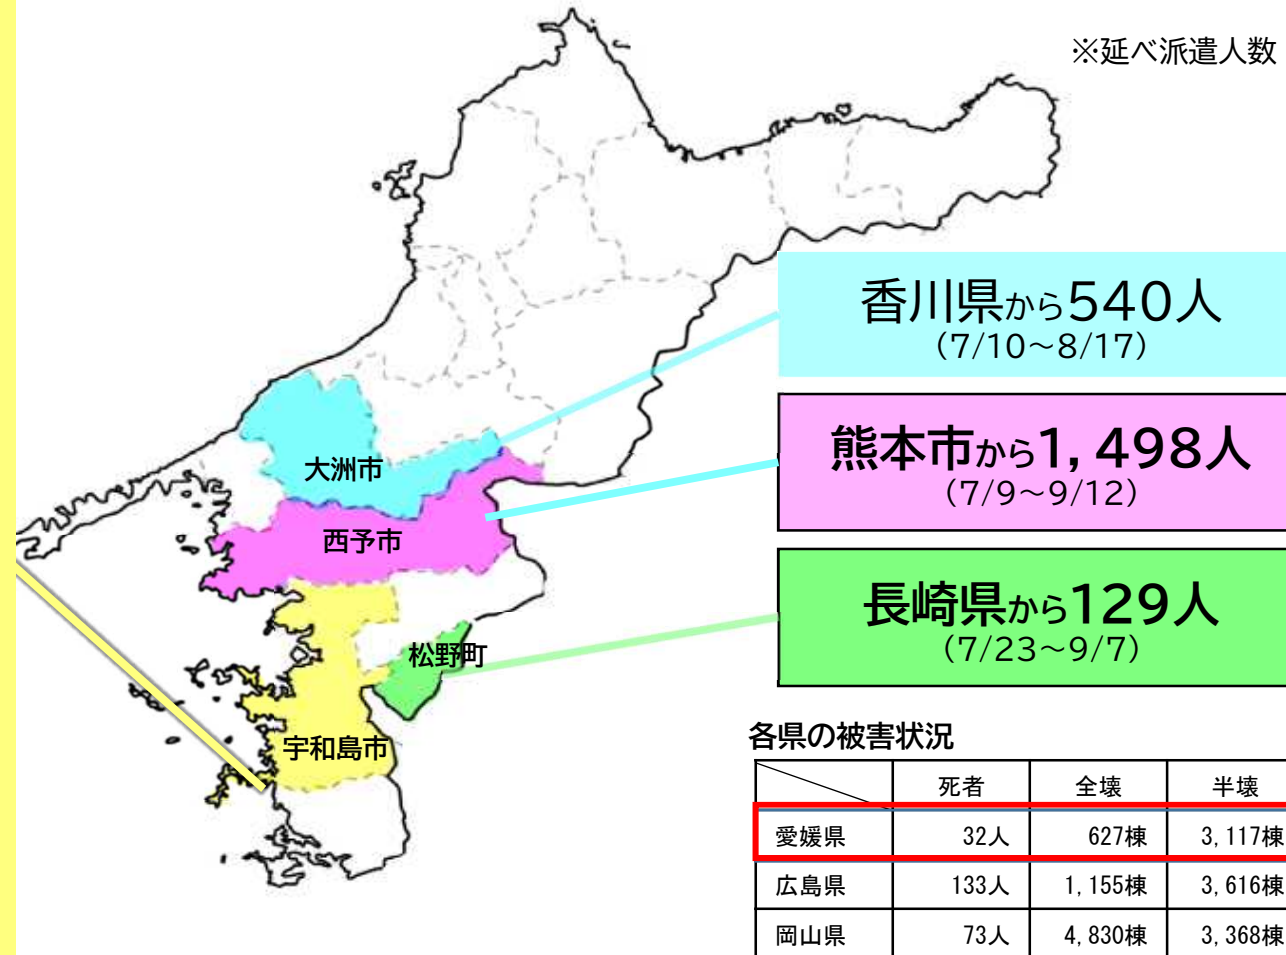 ※延べ派遣人数
香川県から540人
(7/10~8/17)
熊本市から1,498人
(7/9~9/12)
長崎県から129人
(7/23~9/7)
大洲市
西予市
松野町
宇和島市
各県の被害状況
死者 全壊 半壊
愛媛県 32人 627棟 3,117棟
広島県 133人 1,155棟 3,616棟
岡山県 73人 4,830棟 3,368棟